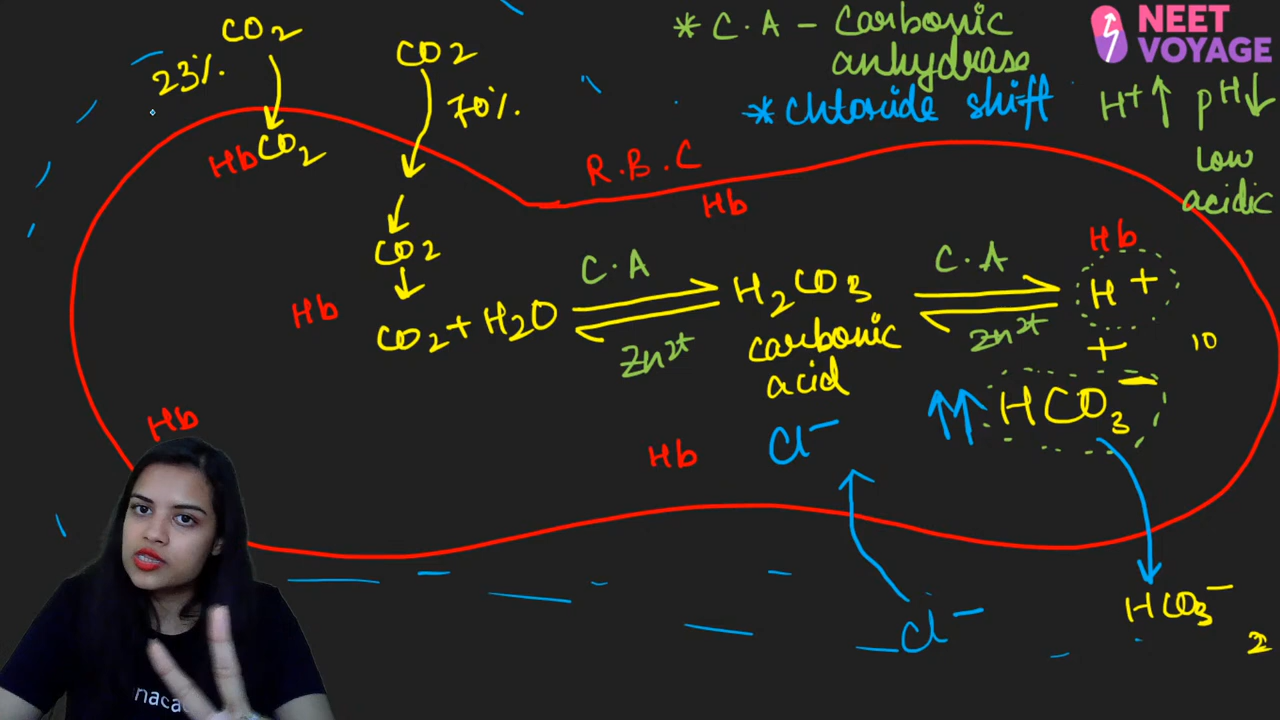 CO2
23%
HbCO2
CO2
70%
* C.A - Carbonic
anhydrase
* Chloride shift
NEET
VOYAGE
H+↑ pH↓
Low
acidic
R.B.C
Hb
Hb
CO2
Hb
CO2 + H2O
C.A
Zn2+
H2CO3
carbonic
acid
C.A
Zn2+
Hb
H+
+
10
↑↑ HCO3-
Cl-
Hb
Hb
Cl-
HCO3-
2
naca